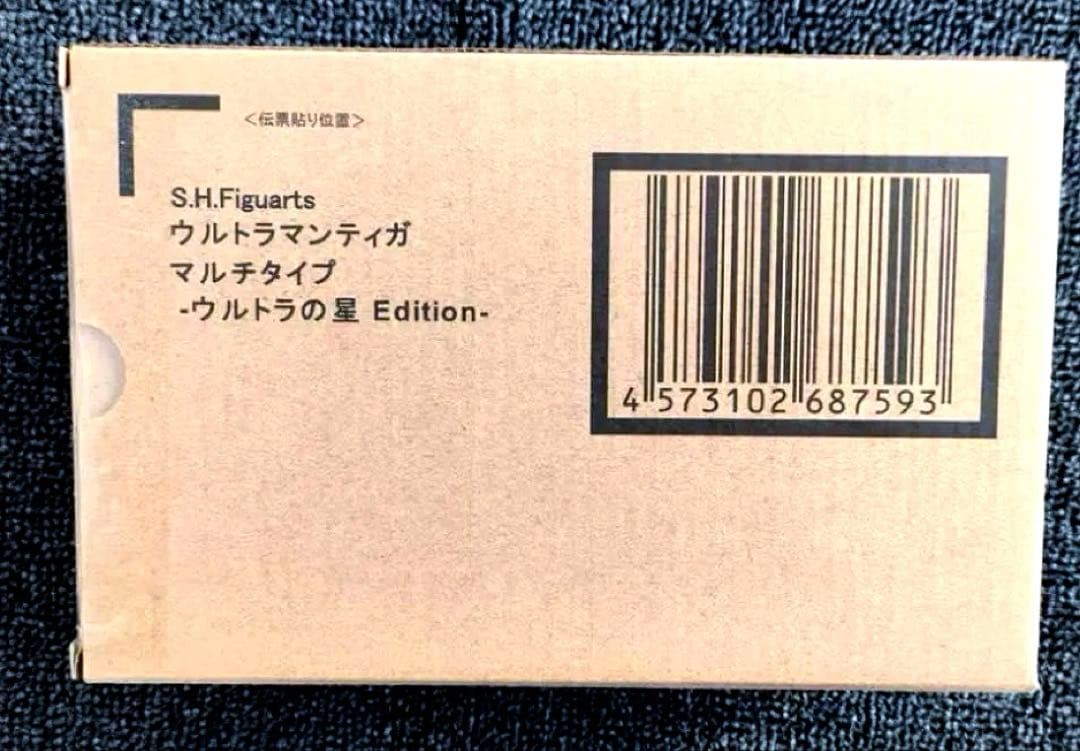 ＜伝票貼り位置＞
S.H.Figuarts
ウルトラマンティガ
マルチタイプ
-ウルトラの星 Edition-
4 573102 687593